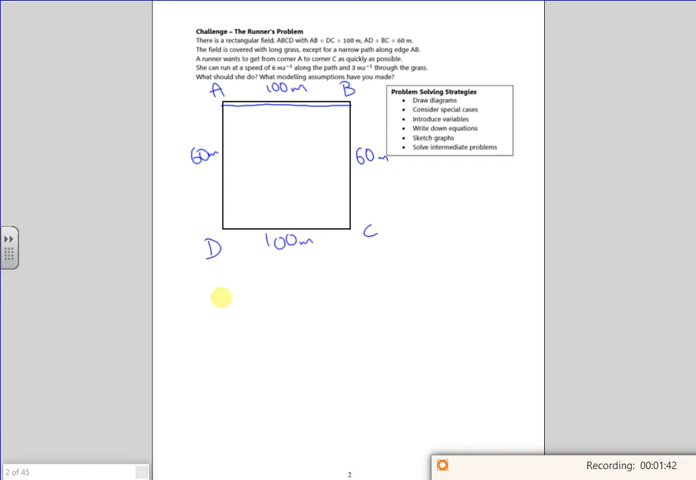 Challenge – The Runner's Problem
There is a rectangular field, ABCD with AB = DC = 100 m, AD = BC = 60 m.
The field is covered with long grass, except for a narrow path along edge AB.
A runner wants to get from corner A to corner C as quickly as possible.
She can run at a speed of 6 ms⁻¹ along the path and 3 ms⁻¹ through the grass.
What should she do? What modelling assumptions have you made?
A 100m B
Problem Solving Strategies
• Draw diagrams
• Consider special cases
• Introduce variables
• Write down equations
• Sketch graphs
• Solve intermediate problems
60m
60m
D 100m C
2 of 45
2
Recording: 00:01:42